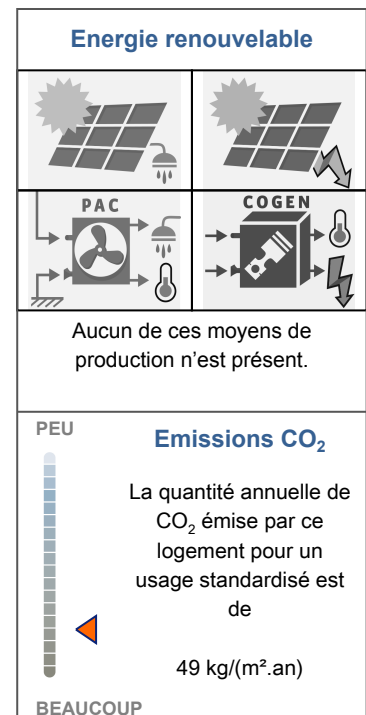 Energie renouvelable
PAC
COGEN
Aucun de ces moyens de
production n'est présent.
PEU
Emissions CO₂
La quantité annuelle de
CO₂ émise par ce
logement pour un
usage standardisé est
de
49 kg/(m².an)
BEAUCOUP